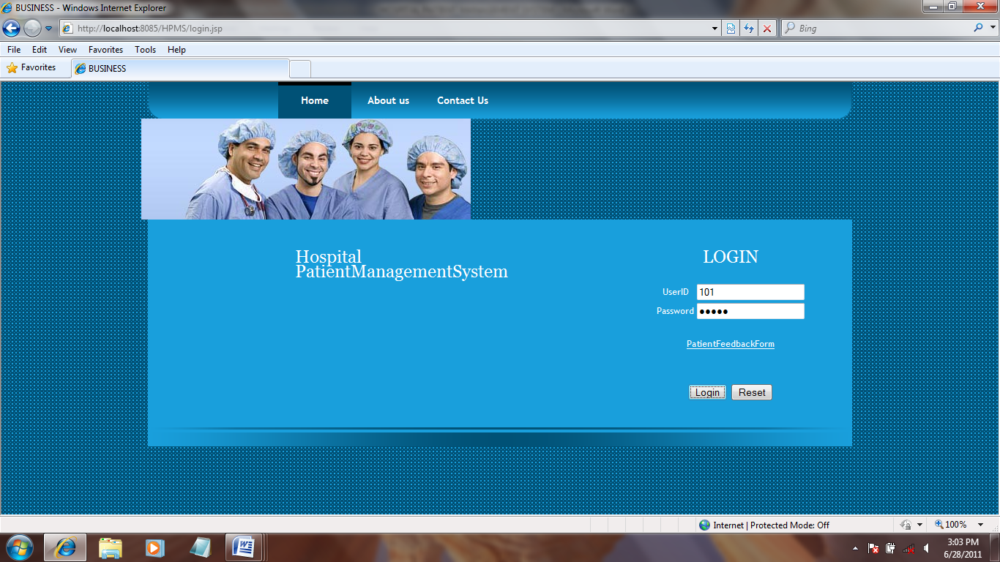 BUSINESS - Windows Internet Explorer
http://localhost:8085/HPMS/login.jsp
Bing
File Edit View Favorites Tools Help
Favorites
BUSINESS
Home About us Contact Us
Hospital
PatientManagementSystem
LOGIN
UserID 101
Password •••••
PatientFeedbackForm
Login Reset
Internet | Protected Mode: Off
100%
3:03 PM
6/28/2011